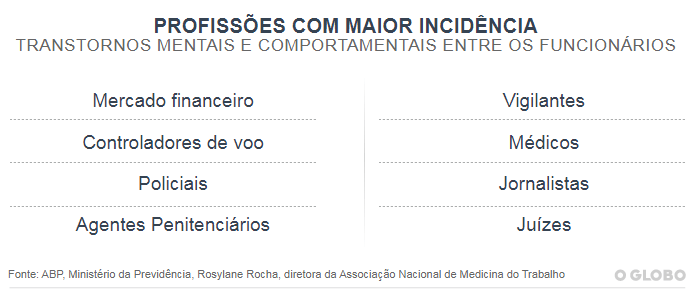 PROFISSÕES COM MAIOR INCIDÊNCIA
TRANSTORNOS MENTAIS E COMPORTAMENTAIS ENTRE OS FUNCIONÁRIOS
Mercado financeiro
Controladores de voo
Policiais
Agentes Penitenciários
Vigilantes
Médicos
Jornalistas
Juízes
Fonte: ABP, Ministério da Previdência, Rosylane Rocha, diretora da Associação Nacional de Medicina do Trabalho
O GLOBO